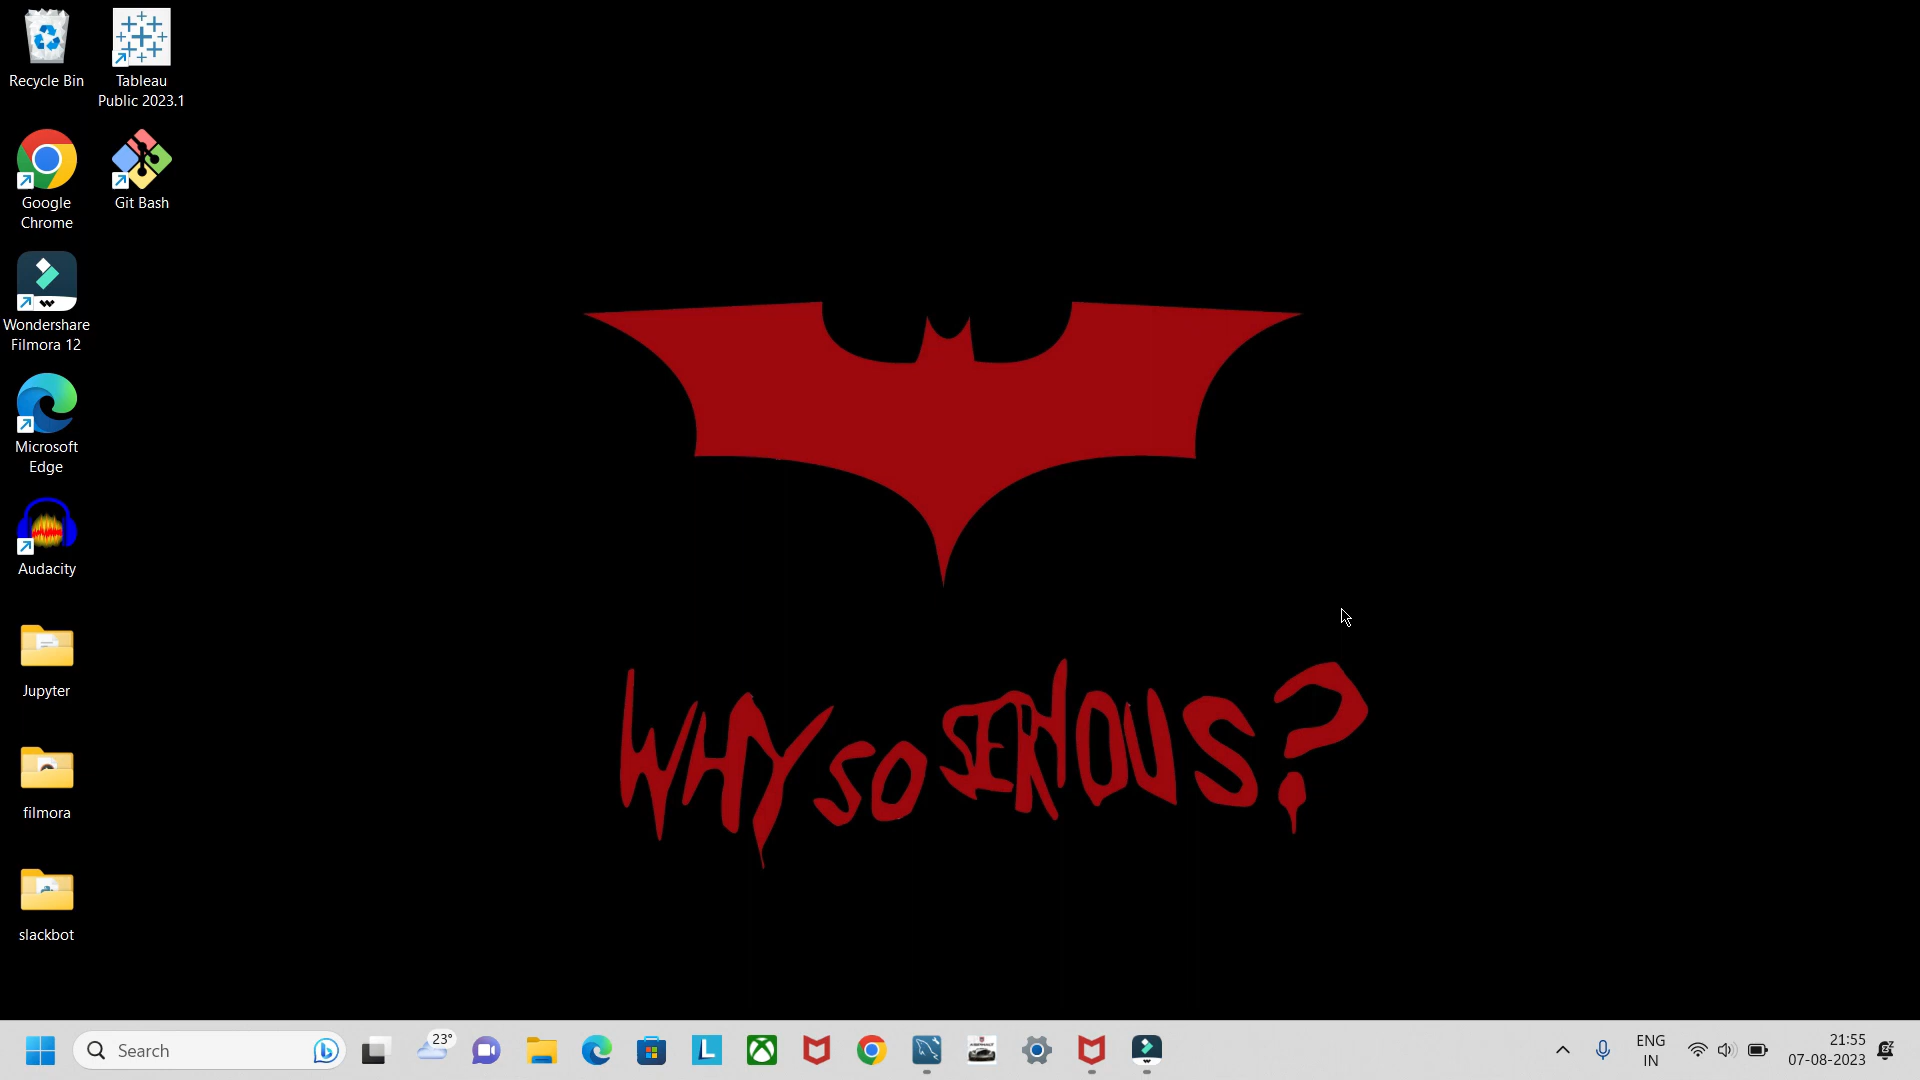 Recycle Bin
Tableau
Public 2023.1
Google
Chrome
Git Bash
Wondershare
Filmora 12
Microsoft
Edge
Audacity
Jupyter
filmora
slackbot
WHY SO SERIOUS?
Search
23°
L
ENG
IN
21:55
07-08-2023